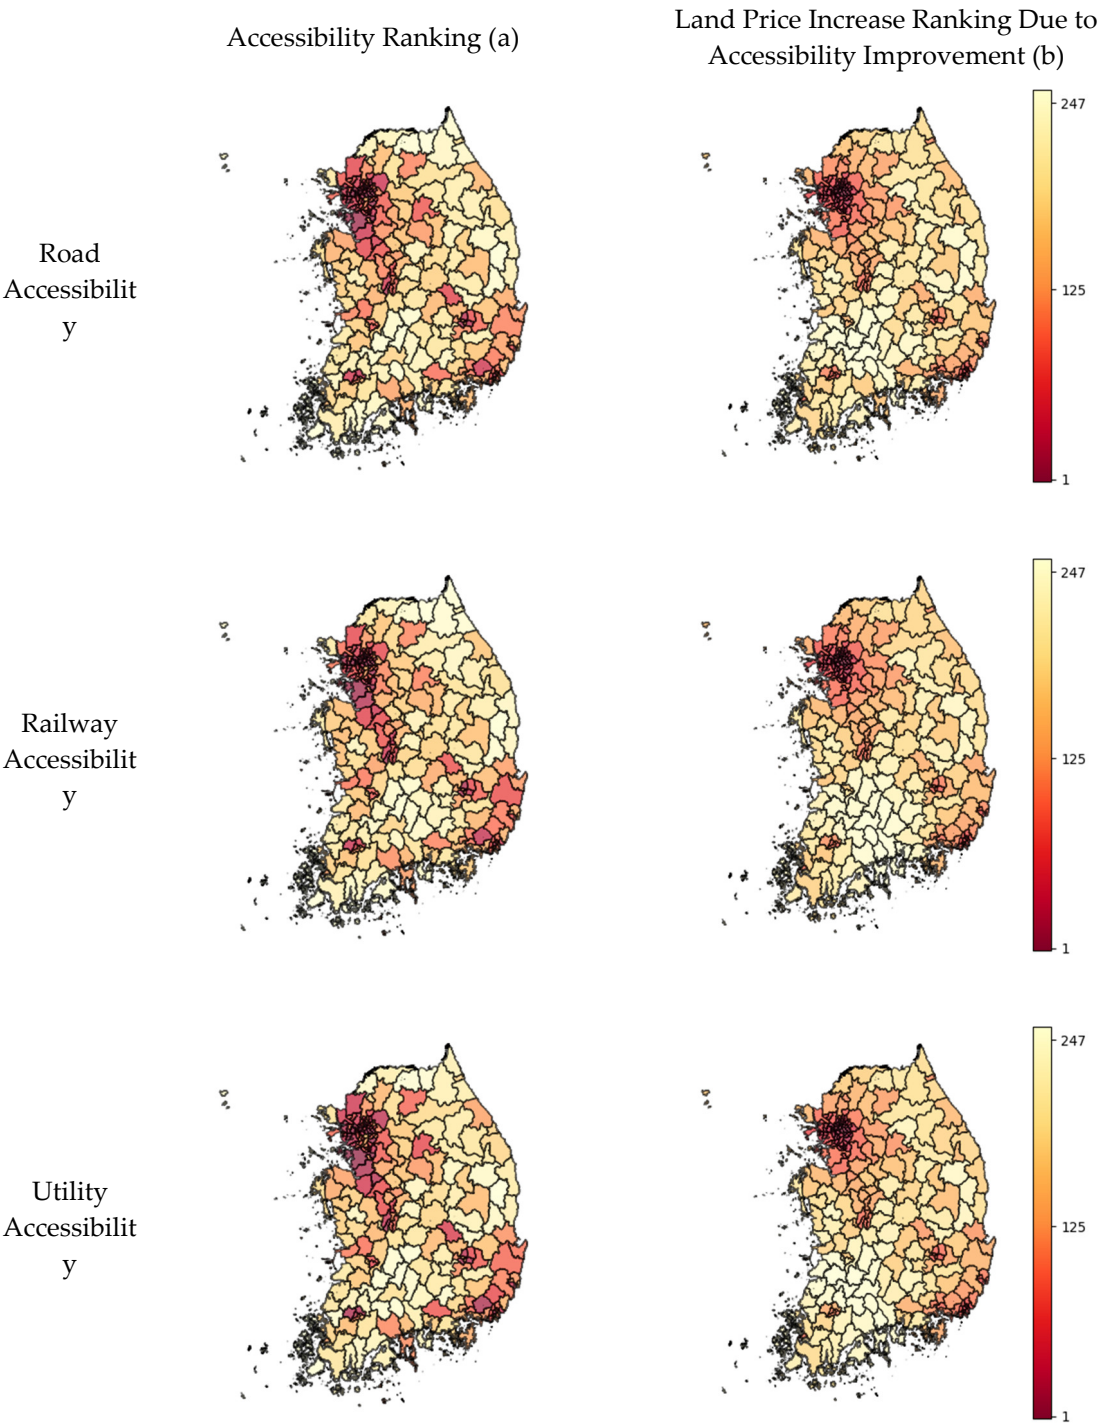 Accessibility Ranking (a)
Land Price Increase Ranking Due to
Accessibility Improvement (b)
Road
Accessibilit
y
247
125
1
Railway
Accessibilit
y
247
125
1
Utility
Accessibilit
y
247
125
1